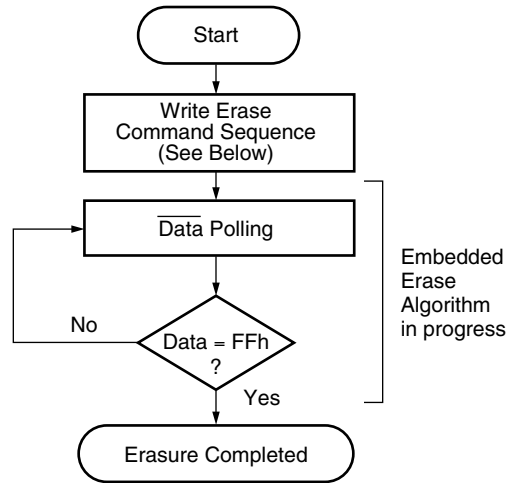 Start
Write Erase
Command Sequence
(See Below)
Data Polling
Embedded
Erase
Algorithm
in progress
No
Data = FFh
?
Yes
Erasure Completed